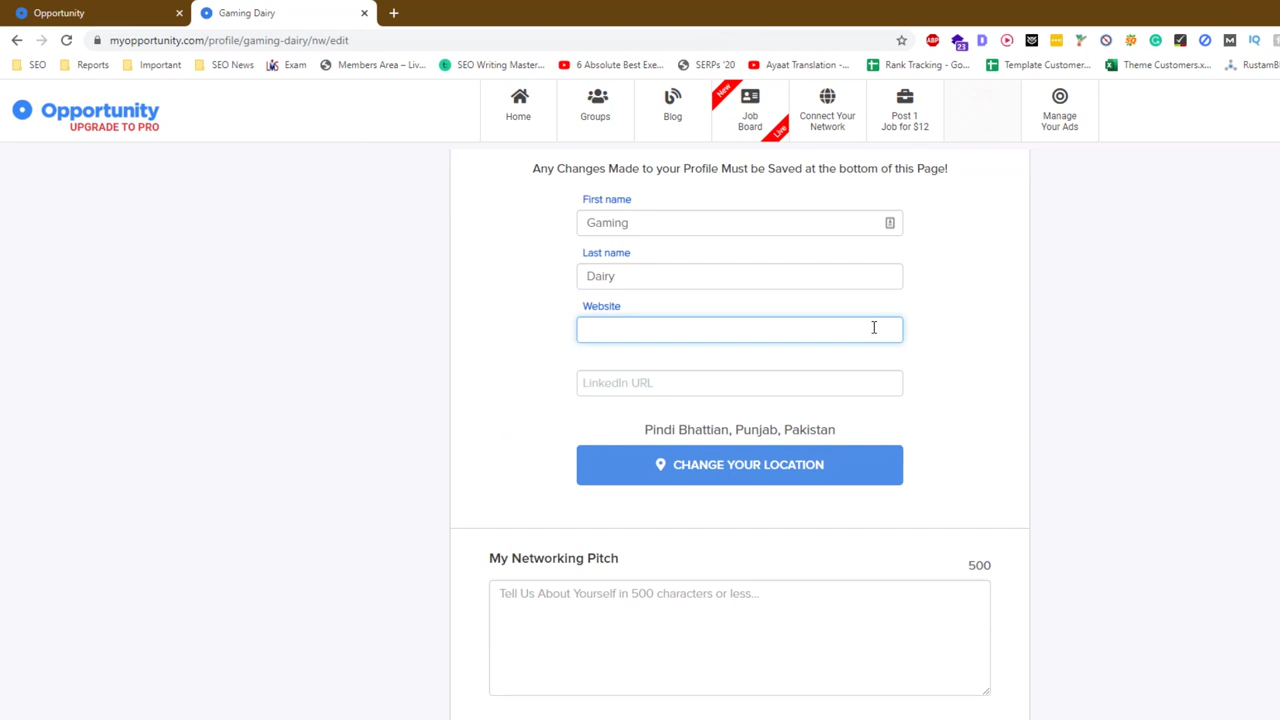 Opportunity
Gaming Dairy
myopportunity.com/profile/gaming-dairy/nw/edit
ABP
23
D
M
IQ
SEO
Reports
Important
SEO News
Exam
Members Area – Liv...
SEO Writing Master...
6 Absolute Best Exe...
SERPs '20
Ayaat Translation -...
Rank Tracking - Go...
Template Customer...
Theme Customers.x...
RustamB
Opportunity
UPGRADE TO PRO
Home
Groups
Blog
New
Job
Board
Live
Connect Your
Network
Post 1
Job for $12
Manage
Your Ads
Any Changes Made to your Profile Must be Saved at the bottom of this Page!
First name
Gaming
Last name
Dairy
Website
LinkedIn URL
Pindi Bhattian, Punjab, Pakistan
CHANGE YOUR LOCATION
My Networking Pitch
500
Tell Us About Yourself in 500 characters or less...